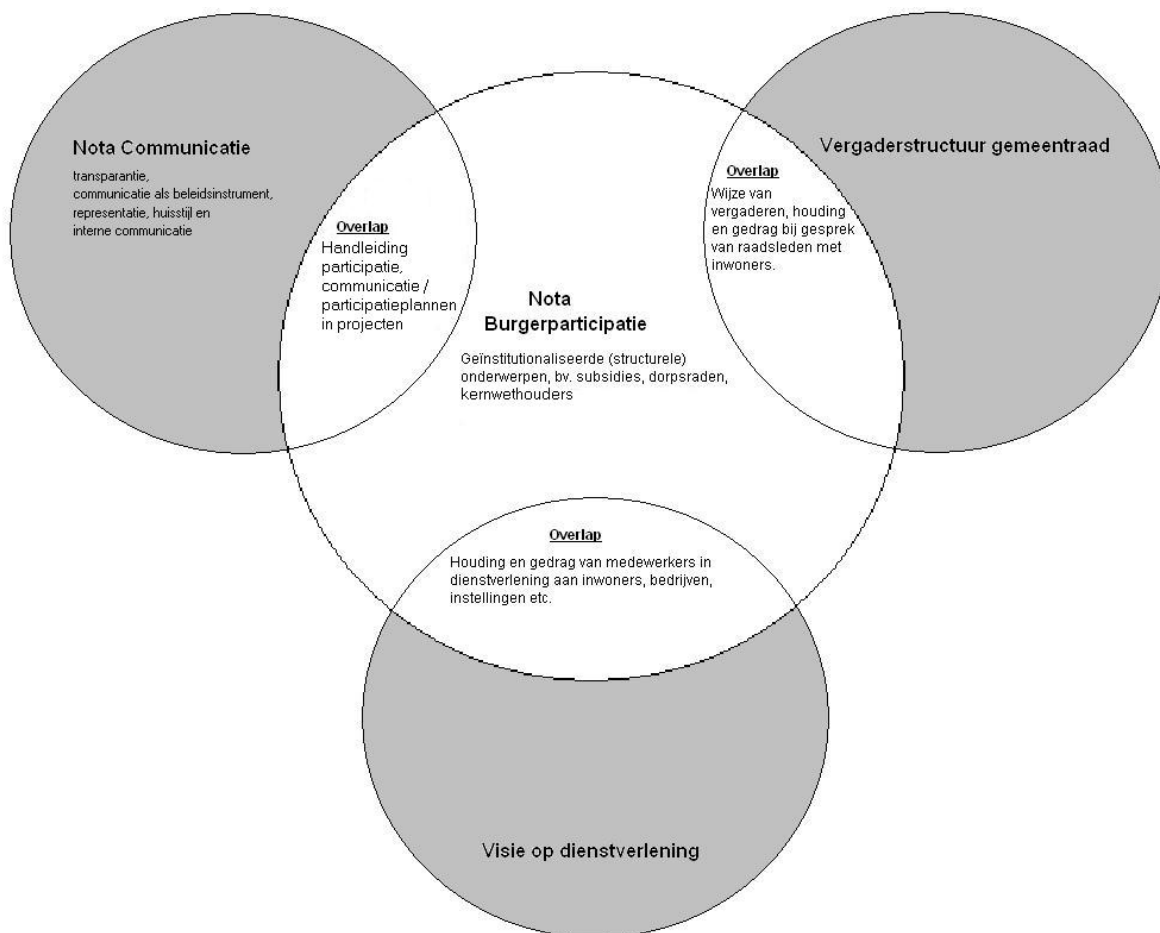 Nota Communicatie
transparantie,
communicatie als beleidsinstrument,
representatie, huisstijl en
interne communicatie
Overlap
Handleiding
participatie,
communicatie /
participatieplannen
in projecten
Nota
Burgerparticipatie
Geïnstitutionaliseerde (structurele)
onderwerpen, bv. subsidies, dorpsraden,
kernwethouders
Vergaderstructuur gemeentraad
Overlap
Wijze van
vergaderen, houding
en gedrag bij gesprek
van raadsleden met
inwoners.
Overlap
Houding en gedrag van medewerkers in
dienstverlening aan inwoners, bedrijven,
instellingen etc.
Visie op dienstverlening